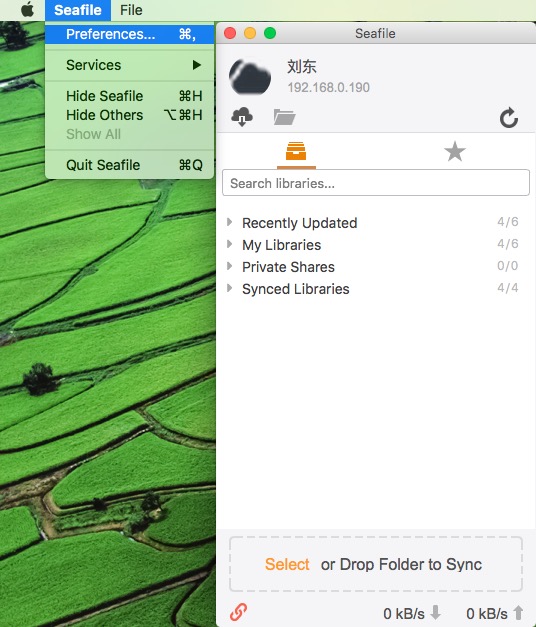 Seafile File
Preferences... ⌘,
Services
Hide Seafile ⌘H
Hide Others ⌥⌘H
Show All
Quit Seafile ⌘Q
Seafile
刘东
192.168.0.190
Search libraries...
Recently Updated 4/6
My Libraries 4/6
Private Shares 0/0
Synced Libraries 4/4
Select or Drop Folder to Sync
0 kB/s 0 kB/s